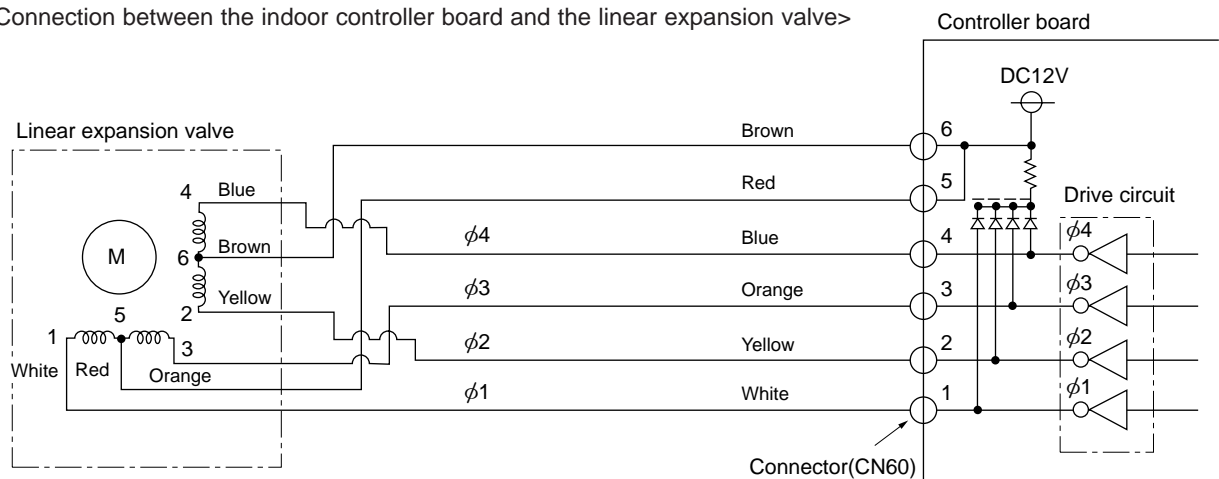 Connection between the indoor controller board and the linear expansion valve>
Controller board
DC12V
Linear expansion valve
Brown 6
Red 5
Drive circuit
4 Blue
ϕ4 Blue 4 ϕ4
M
6 Brown
ϕ3 Orange 3 ϕ3
2 Yellow
ϕ2 Yellow 2 ϕ2
1 5 3
White Red Orange
ϕ1 White 1 ϕ1
Connector(CN60)